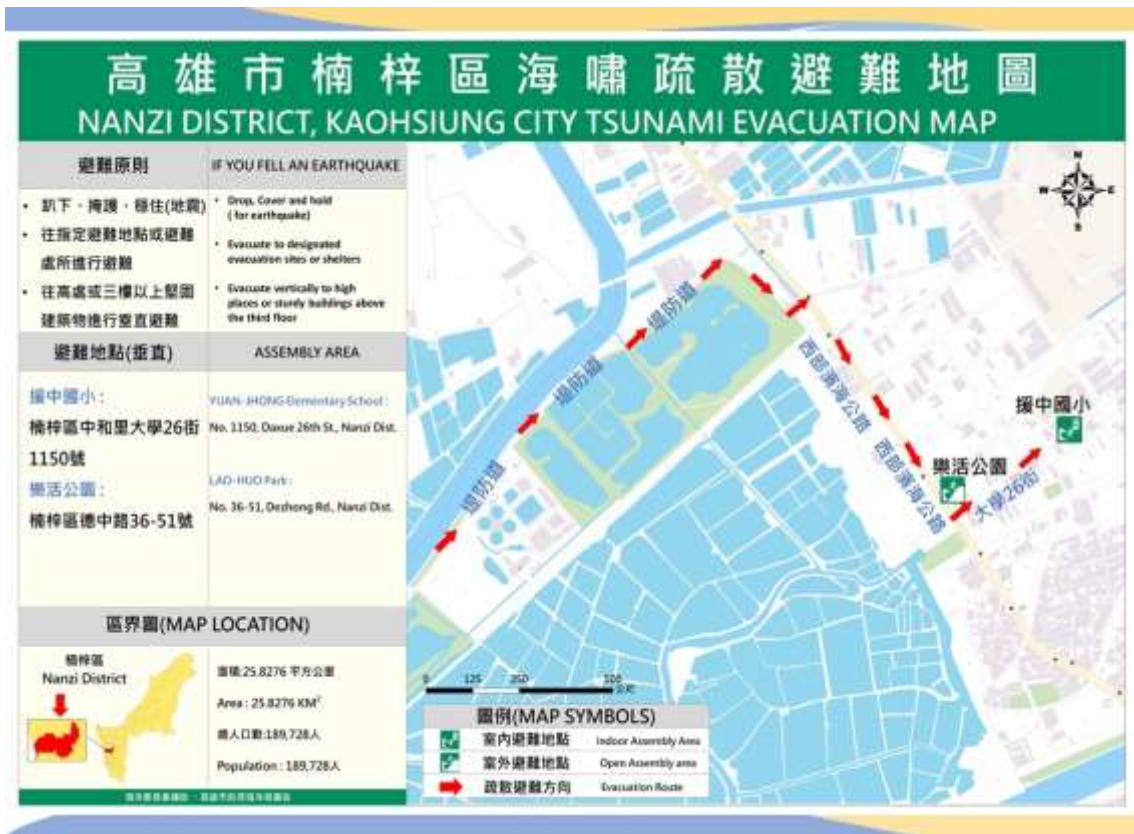 高雄市楠梓區海嘯疏散避難地圖
NANZI DISTRICT, KAOHSIUNG CITY TSUNAMI EVACUATION MAP
避難原則
IF YOU FELL AN EARTHQUAKE
• 趴下、掩護、穩住(地震)
• 往指定避難地點或避難
處所進行避難
• 往高處或三樓以上堅固
建築物進行垂直避難
• Drop, Cover and hold
( for earthquake)
• Evacuate to designated
evacuation sites or shelters
• Evacuate vertically to high
places or sturdy buildings above
the third floor
避難地點(垂直)
ASSEMBLY AREA
援中國小:
楠梓區中和里大學26街
1150號
樂活公園:
楠梓區德中路36-51號
YUAN-JHONG Elementary School :
No. 1150, Daxue 26th St., Nanzi Dist.
LAO-HUO Park :
No. 36-51, Dezhong Rd., Nanzi Dist.
區界圖(MAP LOCATION)
楠梓區
Nanzi District
面積:25.8276 平方公里
Area : 25.8276 KM²
總人口數:189,728人
Population : 189,728人
N
W
E
S
堤防道
堤防道
堤防道
堤防道
西部濱海公路
西部濱海公路
援中國小
樂活公園
大學26街
0 125 250 500
公尺
圖例(MAP SYMBOLS)
室內避難地點 Indoor Assembly Area
室外避難地點 Open Assembly area
疏散避難方向 Evacuation Route